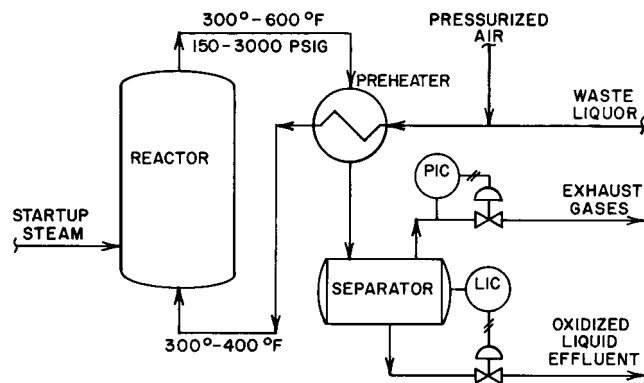 300°-600°F
150-3000 PSIG
PRESSURIZED
AIR
PREHEATER
WASTE
LIQUOR
REACTOR
PIC
EXHAUST
GASES
STARTUP
STEAM
SEPARATOR
LIC
300°-400°F
OXIDIZED
LIQUID
EFFLUENT